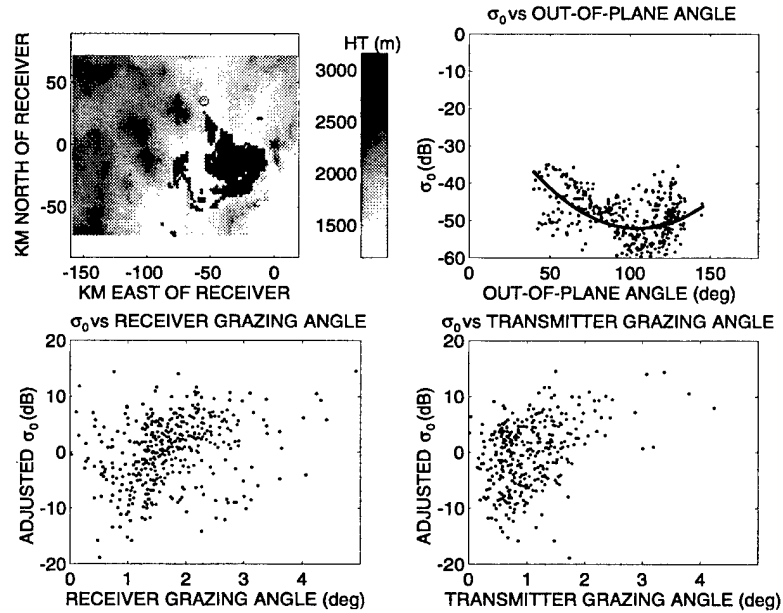 HT (m)
3000
2500
2000
1500
50
0
-50
KM NORTH OF RECEIVER
-150 -100 -50 0
KM EAST OF RECEIVER
σ₀ vs OUT-OF-PLANE ANGLE
0
-20
-40
-60
σ₀ (dB)
0 50 100 150
OUT-OF-PLANE ANGLE (deg)
σ₀ vs RECEIVER GRAZING ANGLE
20
10
0
-10
-20
ADJUSTED σ₀ (dB)
0 1 2 3 4
RECEIVER GRAZING ANGLE (deg)
σ₀ vs TRANSMITTER GRAZING ANGLE
20
10
0
-10
-20
ADJUSTED σ₀ (dB)
0 1 2 3 4
TRANSMITTER GRAZING ANGLE (deg)